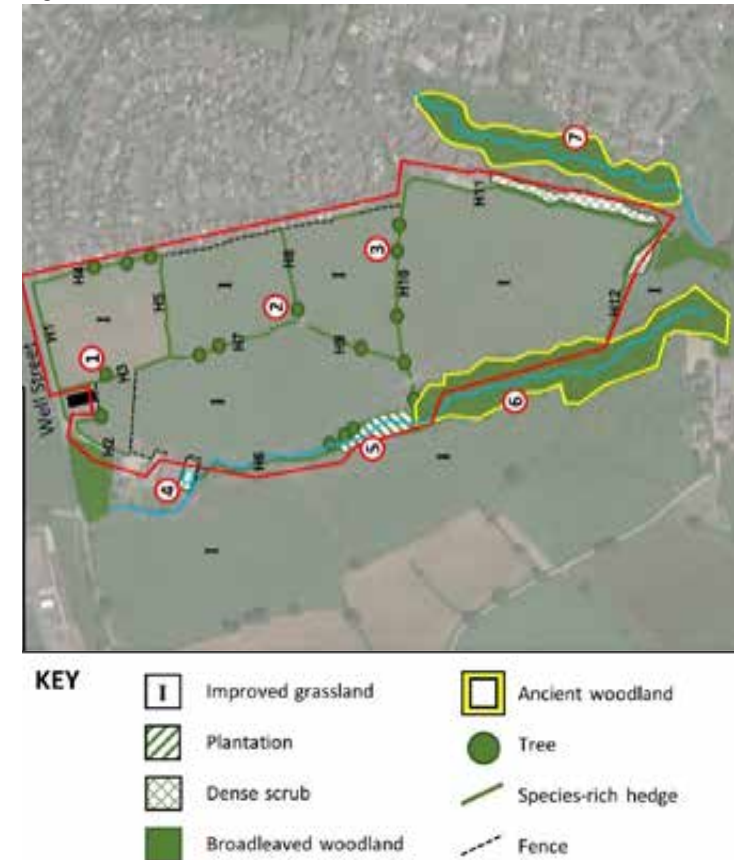 7
H11
H4
3
H8
H5
I
H10
I
2
I
H12
I
H1
I
1
H7
H9
H3
Well Street
I
6
H2
5
H6
I
4
I
KEY
I Improved grassland
Plantation
Dense scrub
Broadleaved woodland
Ancient woodland
Tree
Species-rich hedge
Fence